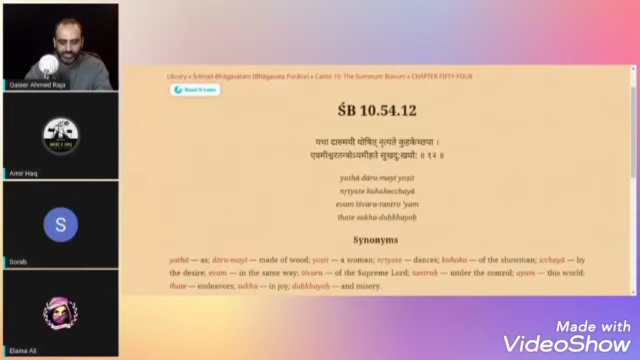 Qaiser Ahmed Raja
Amir Haq
S
Sorab
Elaina Ali
Library » Śrīmad-Bhāgavatam (Bhāgavata Purāṇa) » Canto 10: The Summum Bonum » CHAPTER FIFTY-FOUR
Read it Later
ŚB 10.54.12
यथा दारुमयी योषित् नृत्यते कुहकेच्छया ।
एवमीश्वरतन्त्रोऽयमीहते सुखदु:खयो: ॥ १२ ॥
yathā dāru-mayī yoṣit
nṛtyate kuhakecchayā
evam īśvara-tantro 'yam
īhate sukha-duḥkhayoḥ
Synonyms
yathā — as; dāru-mayī — made of wood; yoṣit — a woman; nṛtyate — dances; kuhaka — of the showman; icchayā — by
the desire; evam — in the same way; īśvara — of the Supreme Lord; tantraḥ — under the control; ayam — this world;
īhate — endeavors; sukha — in joy; duḥkhayoḥ — and misery.
Made with
VideoShow